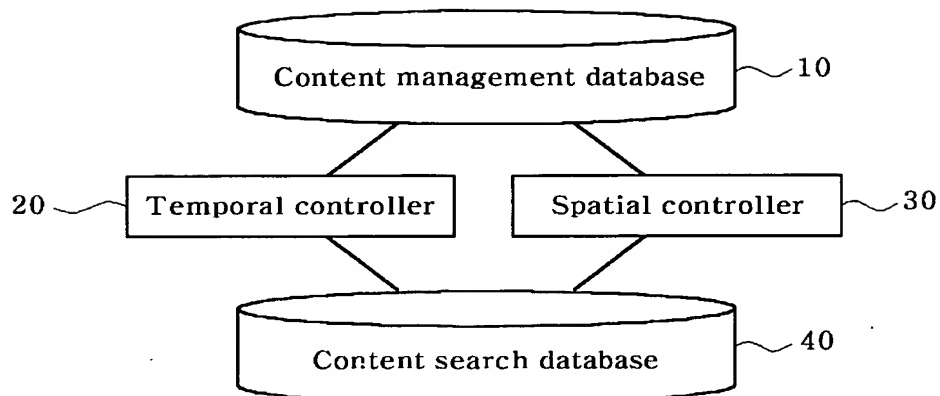 Content management database
10
20
Temporal controller
Spatial controller
30
Content search database
40